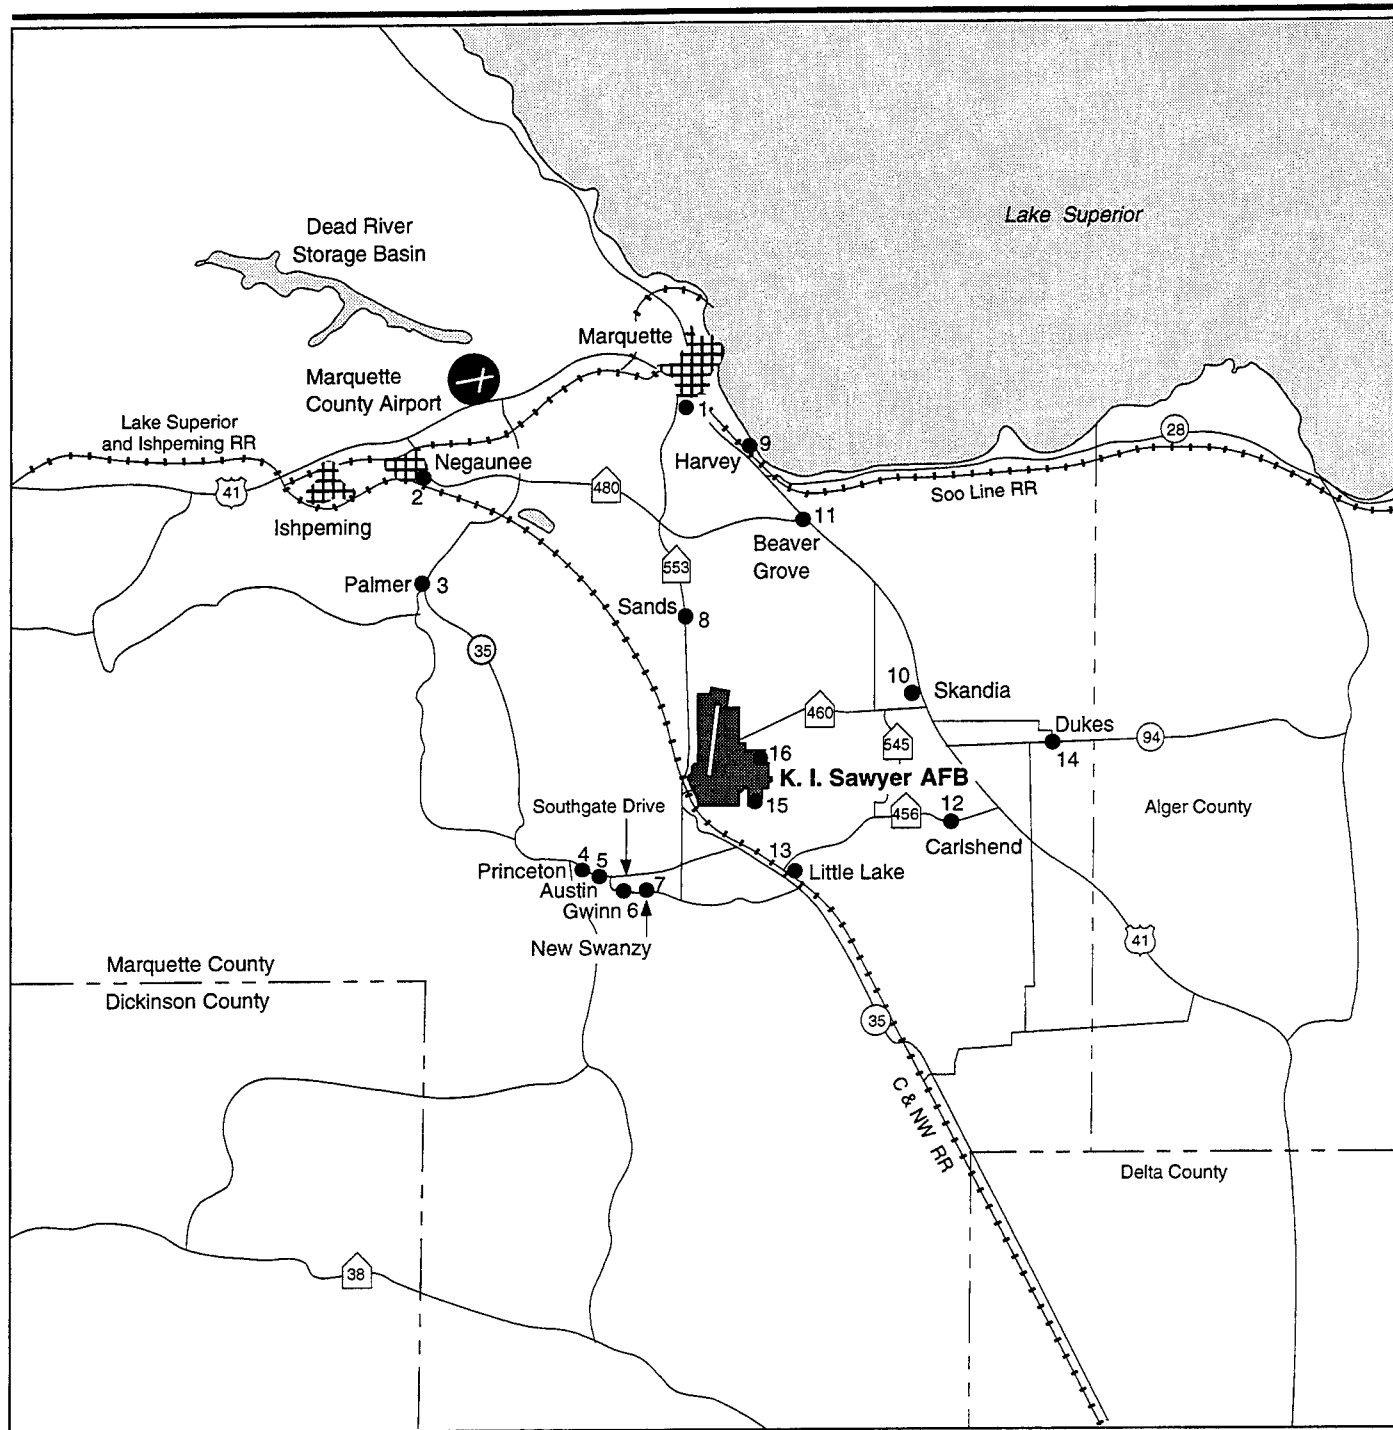 Lake Superior
Dead River
Storage Basin
Marquette
Marquette
County Airport
Lake Superior
and Ishpeming RR
1
9
28
Harvey
Negaunee
41
480
Soo Line RR
2
Ishpeming
11
Beaver
Grove
553
Palmer
3
Sands
8
35
10
Skandia
460
Dukes
94
545
14
16
K. I. Sawyer AFB
15
Southgate Drive
456
12
Alger County
Carlshend
4
13
Princeton
5
Little Lake
Austin
7
Gwinn 6
New Swanzy
41
Marquette County
Dickinson County
35
C & NW RR
Delta County
38